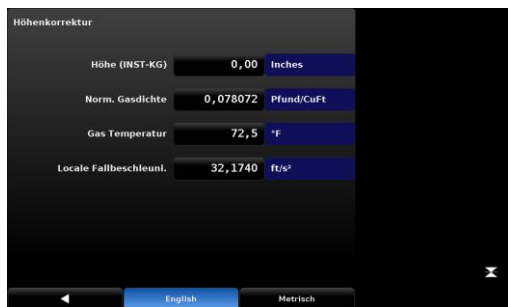 Höhenkorrektur
Höhe (INST-KG) 0,00 Inches
Norm. Gasdichte 0,078072 Pfund/CuFt
Gas Temperatur 72,5 °F
Locale Fallbeschleuni. 32,1740 ft/s²
English Metrisch